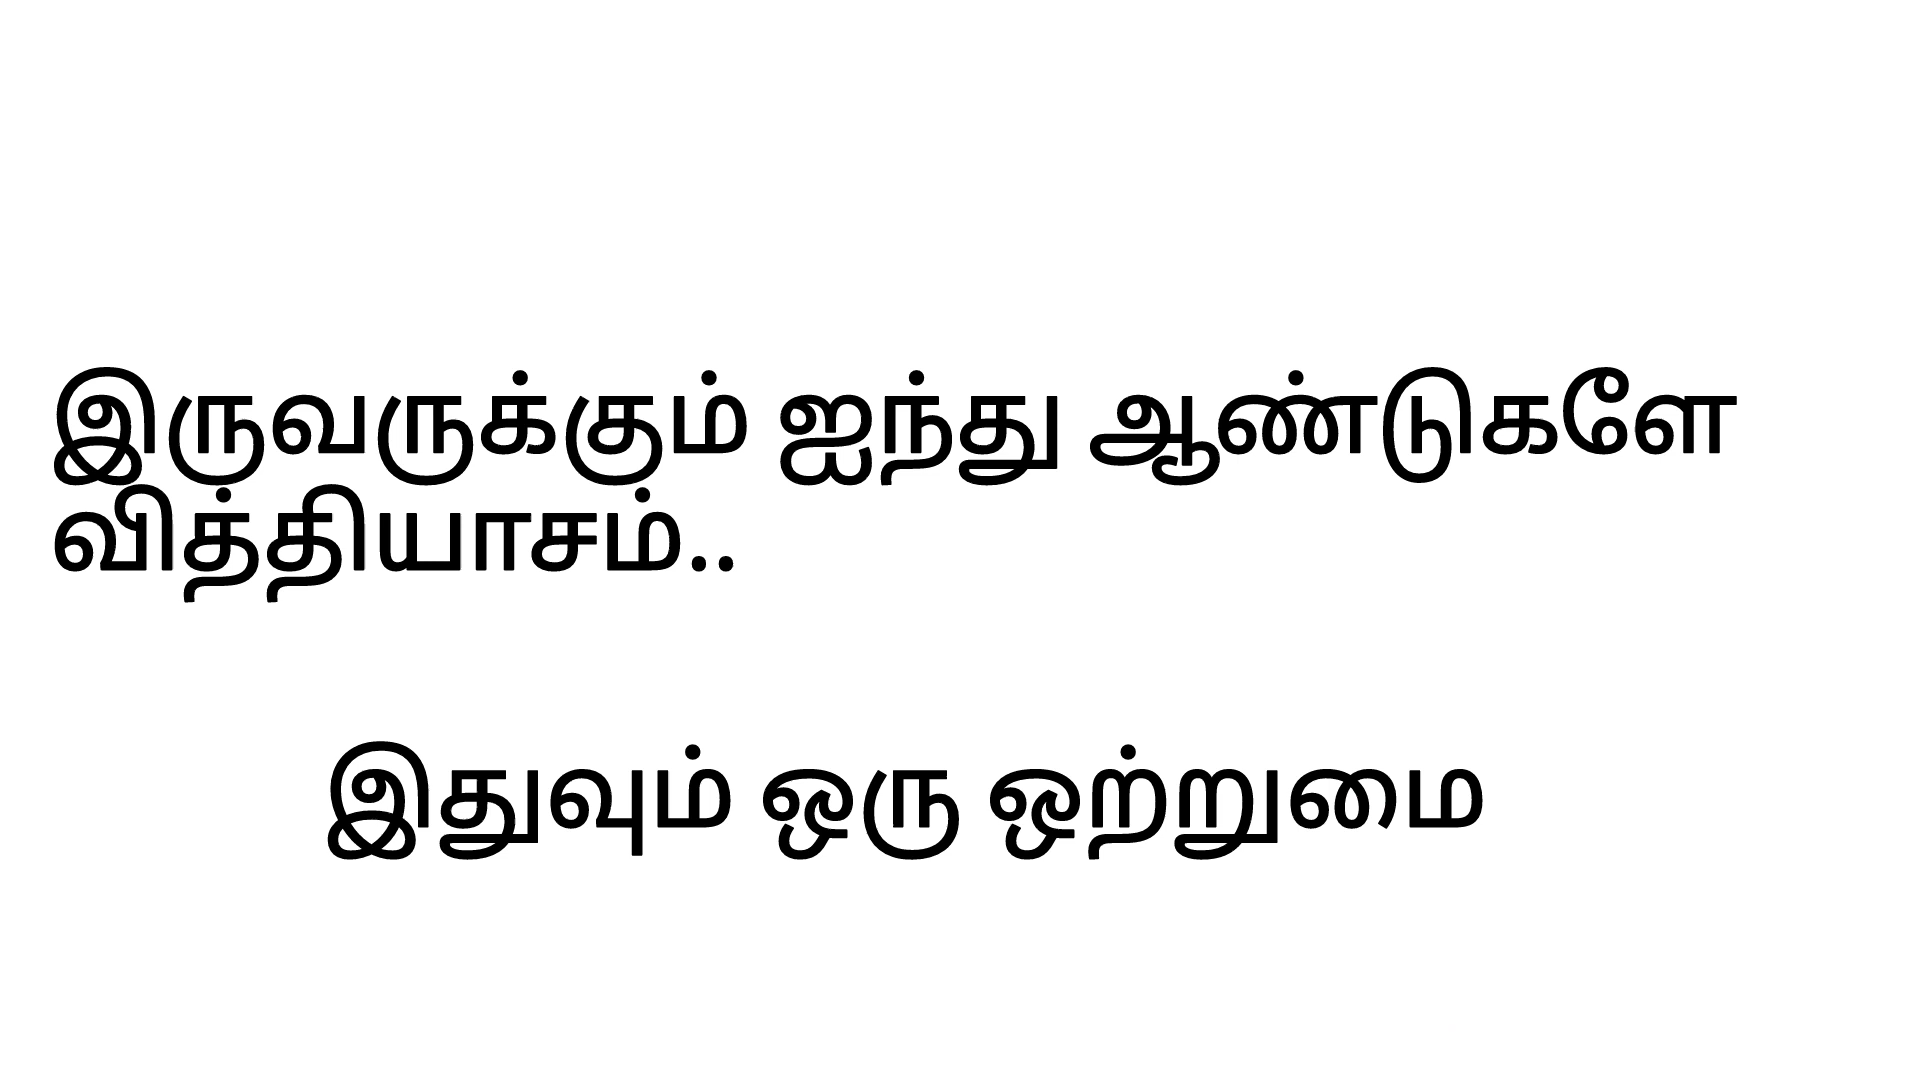 இருவருக்கும் ஐந்து ஆண்டுகளே
வித்தியாசம்..
இதுவும் ஒரு ஒற்றுமை